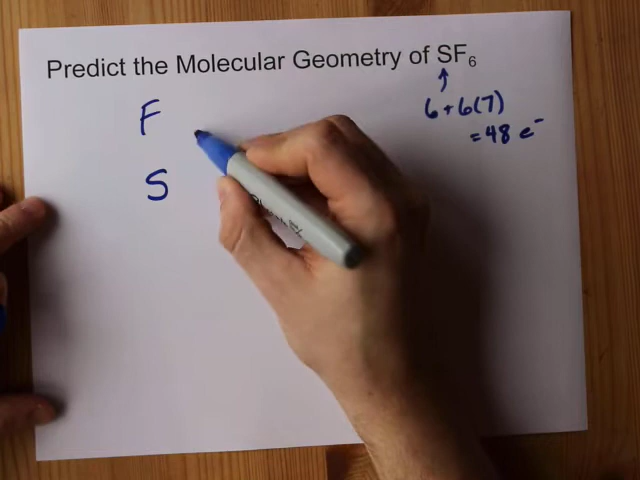 Predict the Molecular Geometry of SF₆
6+6(7)
=48 e⁻
F
S